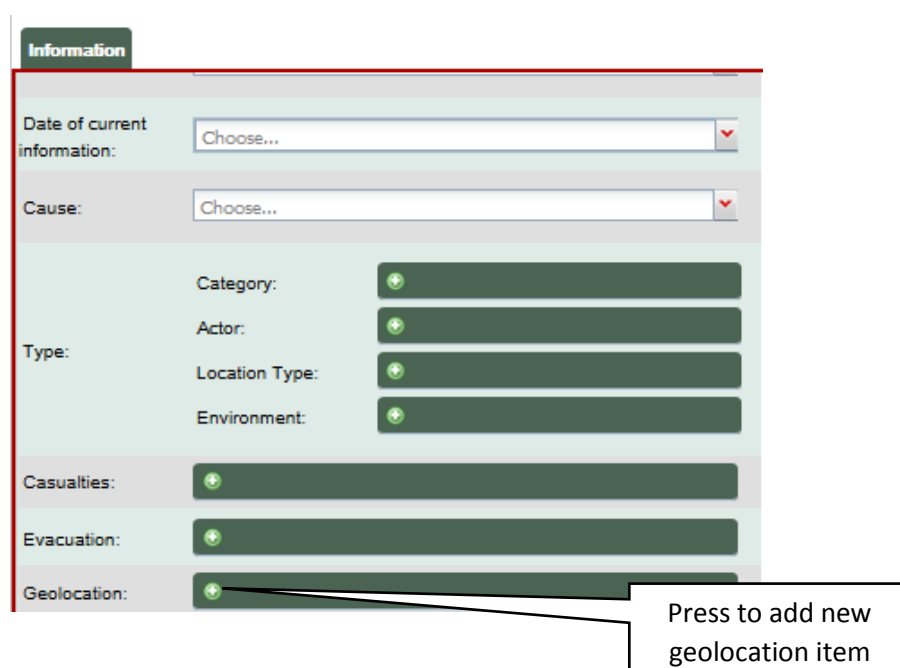 Information
Date of current
information:
Choose...
Cause:
Choose...
Type:
Category:
Actor:
Location Type:
Environment:
Casualties:
Evacuation:
Geolocation:
Press to add new
geolocation item